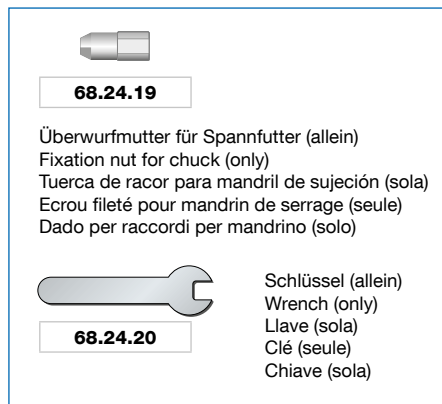 68.24.19
Überwurfmutter für Spannfutter (allein)
Fixation nut for chuck (only)
Tuerca de racor para mandril de sujeción (sola)
Ecrou fileté pour mandrin de serrage (seule)
Dado per raccordi per mandrino (solo)
68.24.20
Schlüssel (allein)
Wrench (only)
Llave (sola)
Clé (seule)
Chiave (sola)